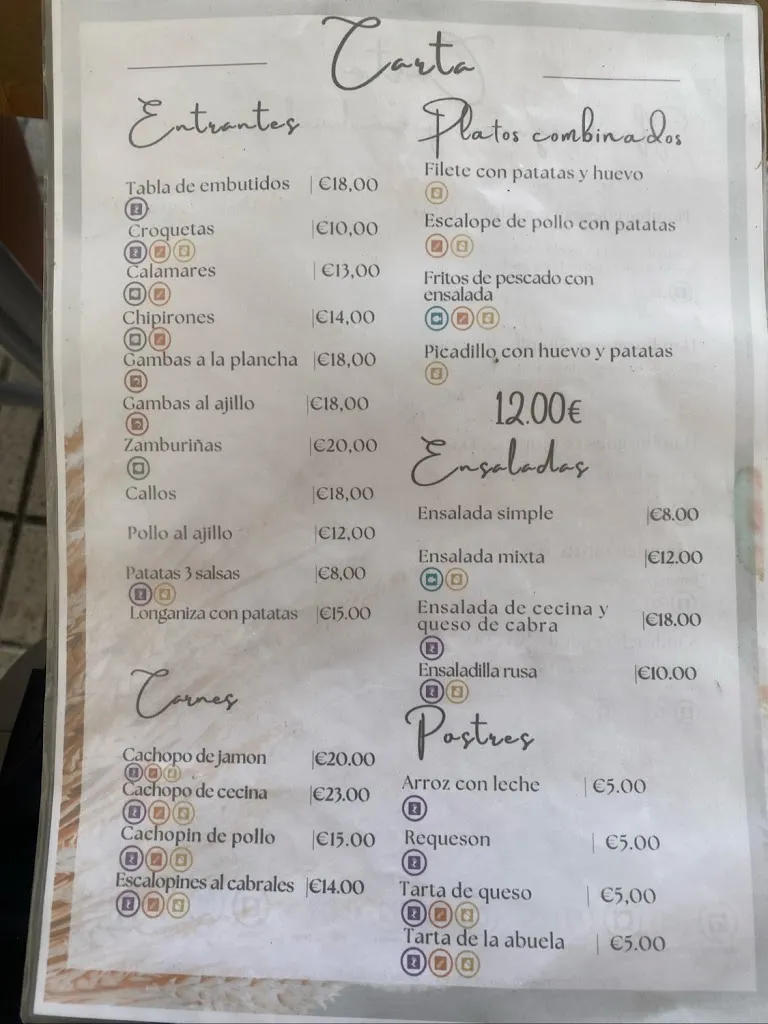 Carta
Entrantes
Tabla de embutidos | €18,00
Croquetas |€10,00
Calamares | €13,00
Chipirones |€14,00
Gambas a la plancha |€18,00
Gambas al ajillo |€18,00
Zamburiñas |€20,00
Callos |€18,00
Pollo al ajillo |€12,00
Patatas 3 salsas |€8,00
Longaniza con patatas |€15.00
Carnes
Cachopo de jamon |€20.00
Cachopo de cecina |€23.00
Cachopin de pollo |€15.00
Escalopines al cabrales |€14.00
Platos combinados
Filete con patatas y huevo
Escalope de pollo con patatas
Fritos de pescado con
ensalada
Picadillo con huevo y patatas
12.00€
Ensaladas
Ensalada simple |€8.00
Ensalada mixta |€12.00
Ensalada de cecina y
queso de cabra |€18.00
Ensaladilla rusa |€10.00
Postres
Arroz con leche | €5.00
Requeson | €5.00
Tarta de queso | €5,00
Tarta de la abuela | €5.00